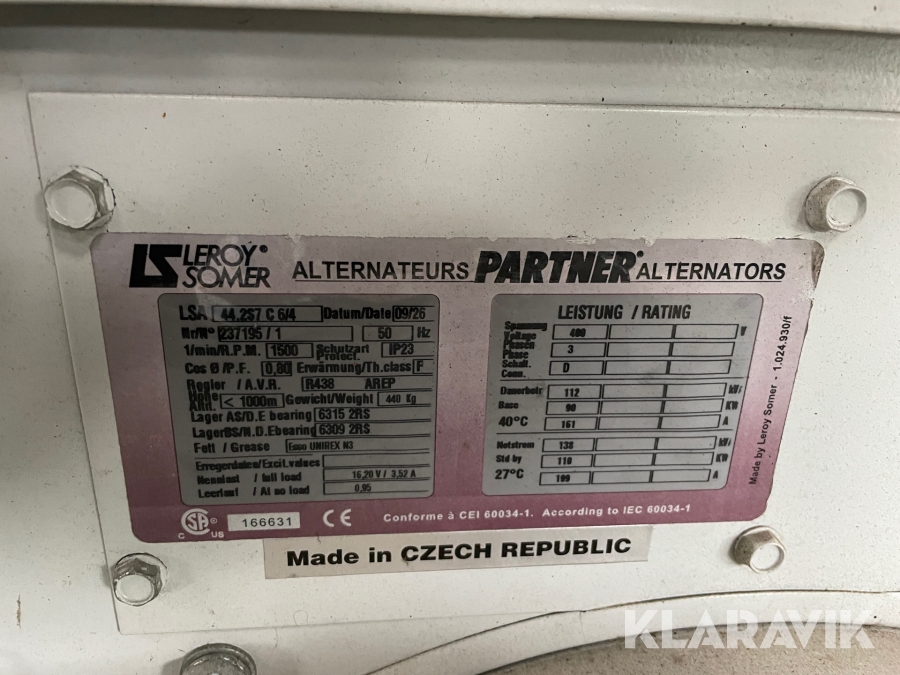 LS LEROY® SOMER ALTERNATEURS PARTNER® ALTERNATORS
LSA 44.2S7 C 6/4 Datum/Date 09/26
Nr/N° 237195 / 1 50 Hz
1/min/R.P.M. 1500 Schutzart Protect. IP23
Cos Ø /P.F. 0,80 Erwärmung/Th.class F
Regler / A.V.R. R438 AREP
Höhe Altit. < 1000m Gewicht/Weight 440 Kg
Lager AS/D.E bearing 6315 2RS
Lager BS/N.D.E bearing 6309 2RS
Fett / Grease Esso UNIREX N3
Erregerdaten/Excit.values
Nennlast / full load 16,20 V / 3,52 A
Leerlauf / At no load 0,95
LEISTUNG / RATING
Spannung Voltage 400 V
Phasen Phase 3
Schalt. Conn. D
Dauerbetr 112
Base 90 KW
40°C 161 A
Notstrom 138
Std by 110 KW
27°C 199 A
C CSA® US 166631 CE Conforme à CEI 60034-1. According to IEC 60034-1
Made by Leroy Somer - 1.024.930/f
Made in CZECH REPUBLIC
KLARAVIK